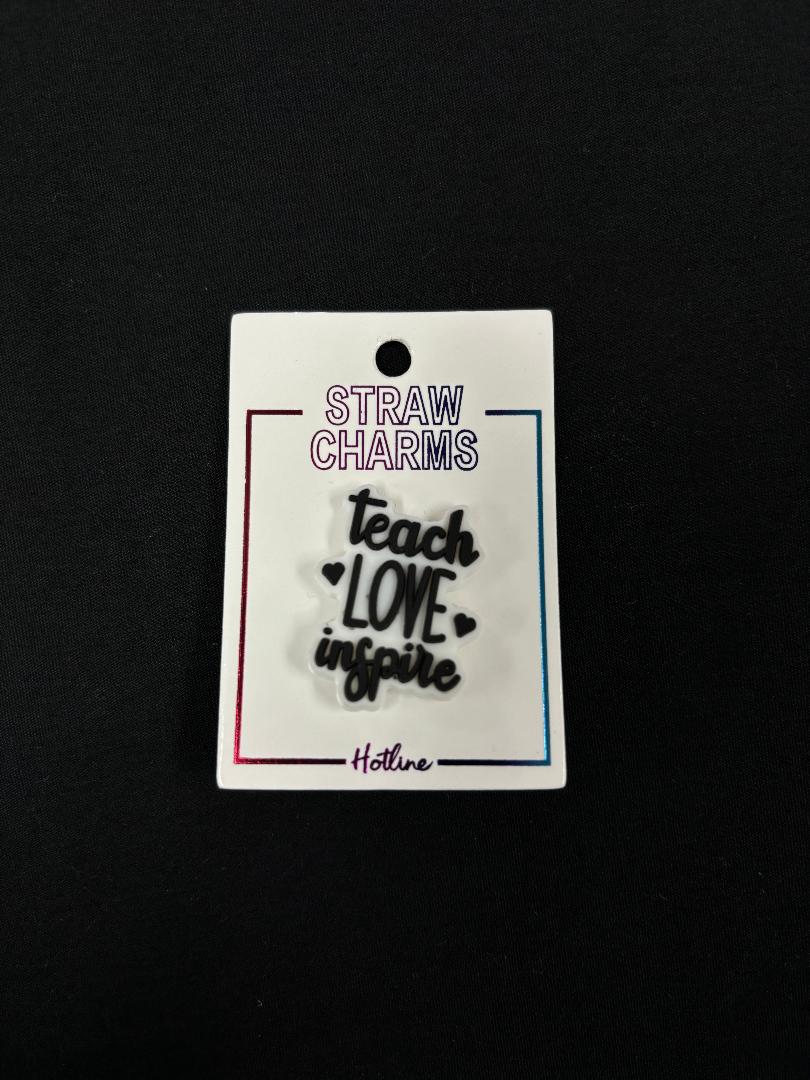 STRAW
CHARMS
teach
LOVE
inspire
Hotline